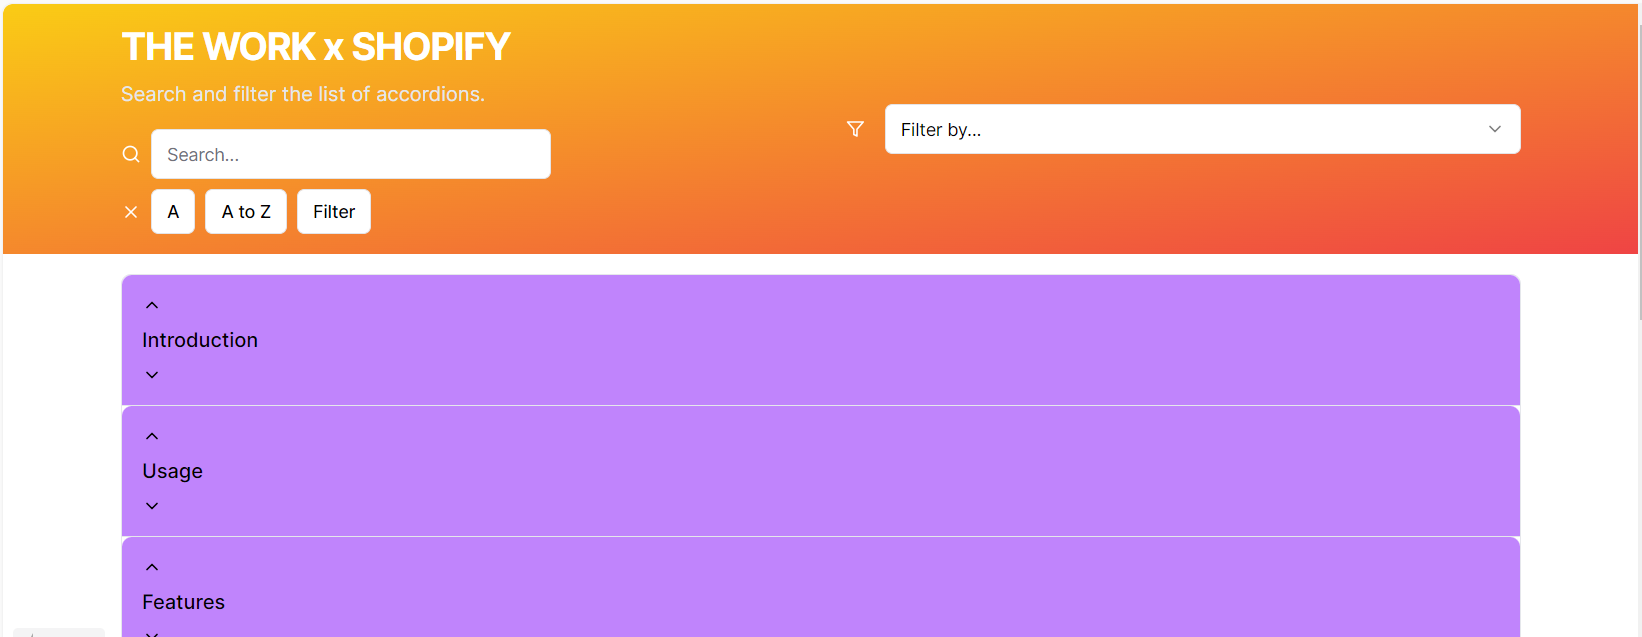 THE WORK x SHOPIFY
Search and filter the list of accordions.
Search...
Filter by...
A
A to Z
Filter
Introduction
Usage
Features